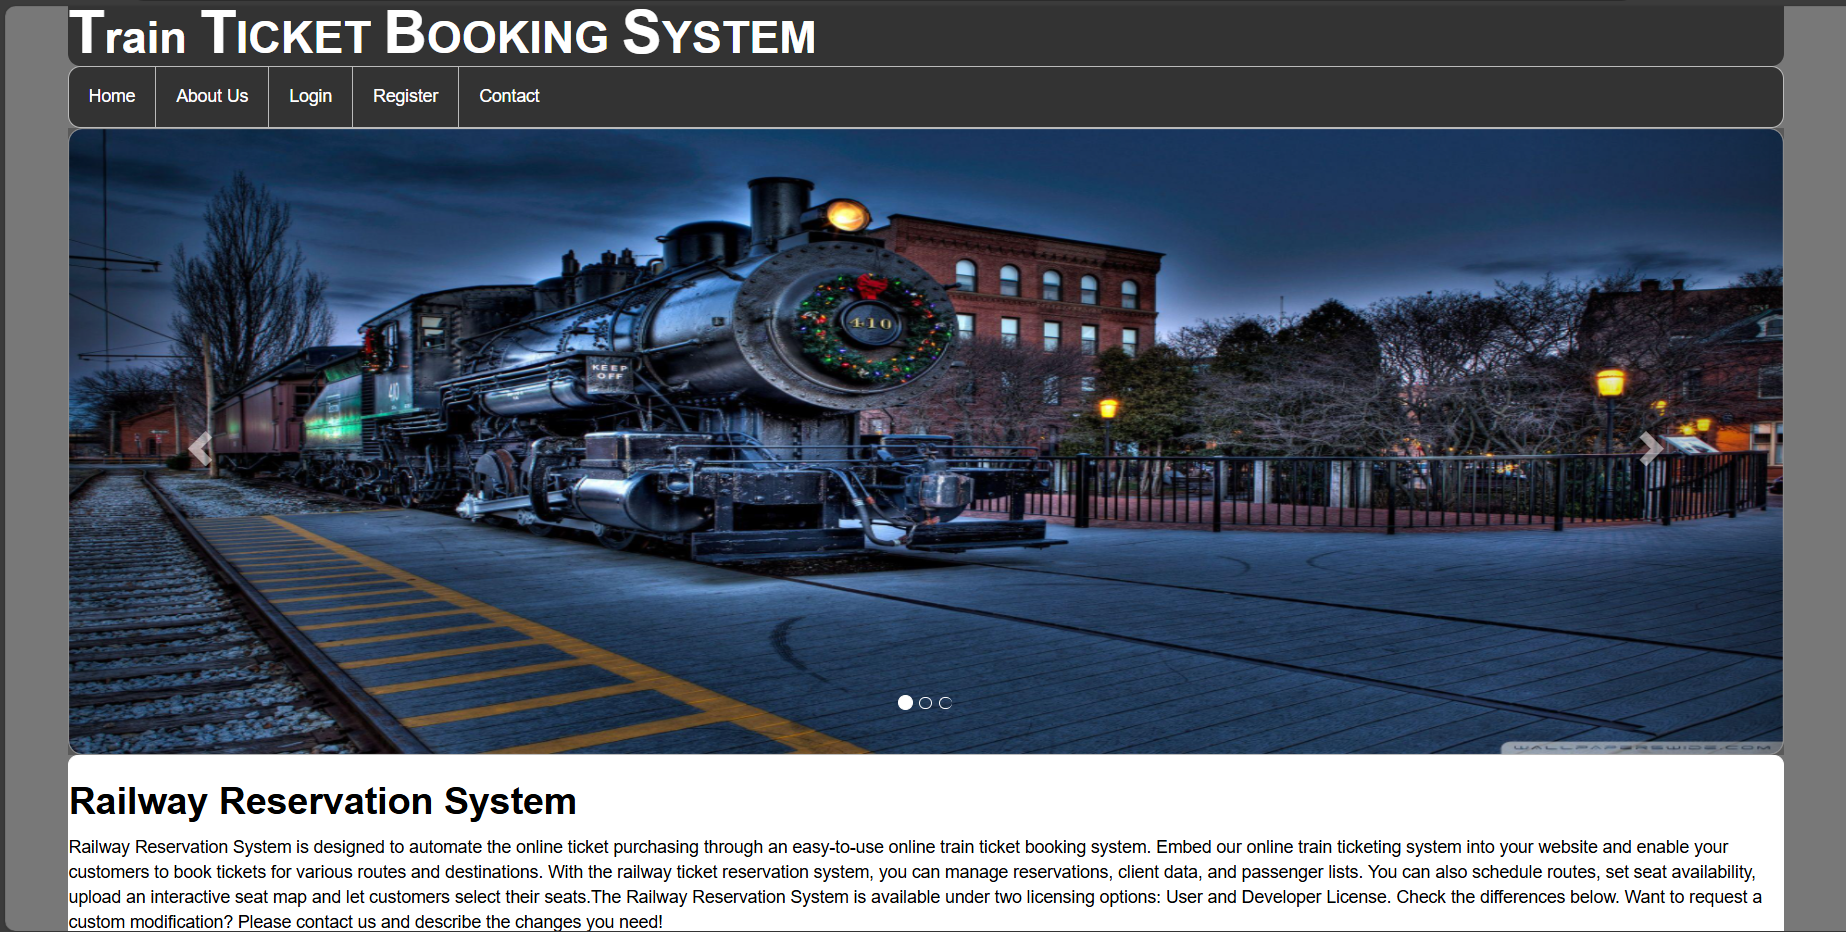 Train TICKET BOOKING SYSTEM
Home About Us Login Register Contact
410
KEEP
OFF
410
WALLPAPERSWIDE.COM
Railway Reservation System
Railway Reservation System is designed to automate the online ticket purchasing through an easy-to-use online train ticket booking system. Embed our online train ticketing system into your website and enable your
customers to book tickets for various routes and destinations. With the railway ticket reservation system, you can manage reservations, client data, and passenger lists. You can also schedule routes, set seat availability,
upload an interactive seat map and let customers select their seats.The Railway Reservation System is available under two licensing options: User and Developer License. Check the differences below. Want to request a
custom modification? Please contact us and describe the changes you need!